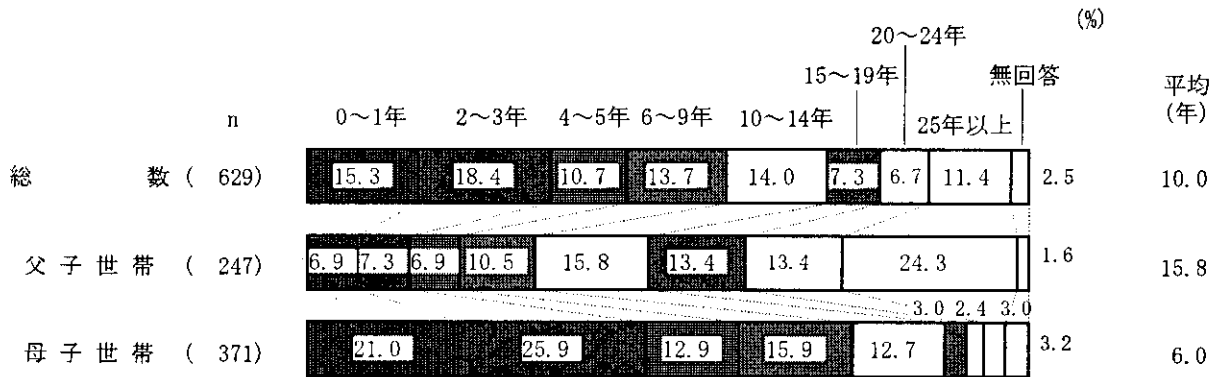 (%)
20～24年
15～19年 無回答
n 0～1年 2～3年 4～5年 6～9年 10～14年 25年以上 平均(年)
総数 ( 629) 15.3 18.4 10.7 13.7 14.0 7.3 6.7 11.4 2.5 10.0
父子世帯 ( 247) 6.9 7.3 6.9 10.5 15.8 13.4 13.4 24.3 1.6 15.8
3.0 2.4 3.0
母子世帯 ( 371) 21.0 25.9 12.9 15.9 12.7 3.2 6.0